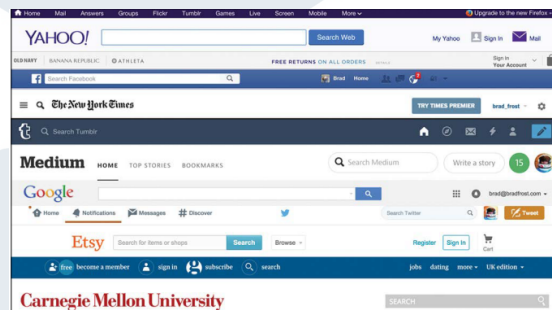 Home Mail Answers Groups Flickr Tumblr Games Live Screen Mobile More Upgrade to the new Firefox
YAHOO! Search Web My Yahoo Sign In Mail
OLD NAVY BANANA REPUBLIC ATHLETA FREE RETURNS ON ALL ORDERS Sign In
Your Account
Search Facebook Brad Home
The New York Times TRY TIMES PREMIER brad_frost
Search Tumblr
Medium HOME TOP STORIES BOOKMARKS Search Medium Write a story 15
Google brad@bradfrost.com
Home Notifications Messages # Discover Search Twitter Tweet
Etsy Search for items or shops Search Browse Register Sign In Cart
free become a member sign in subscribe search jobs dating more UK edition
Carnegie Mellon University SEARCH